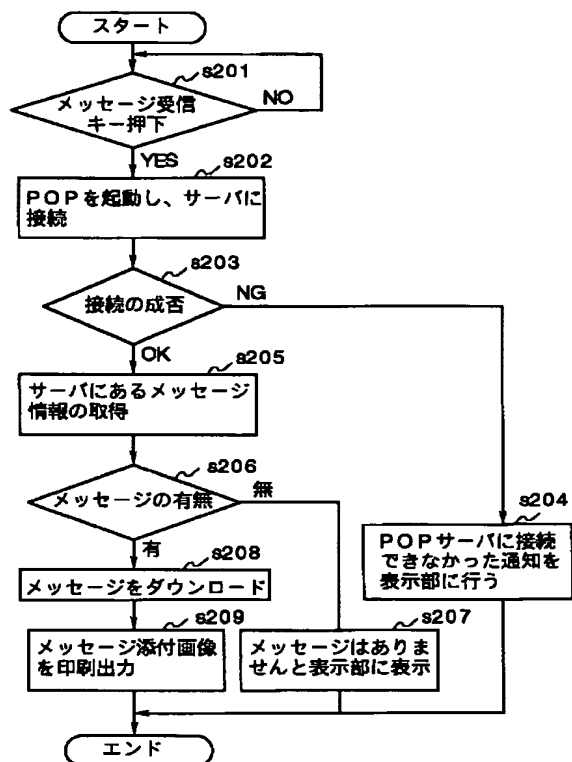 スタート
s201
メッセージ受信
キー押下
NO
YES
s202
POPを起動し、サーバに
接続
s203
接続の成否
NG
OK
s205
サーバにあるメッセージ
情報の取得
s206
メッセージの有無
無
有
s204
POPサーバに接続
できなかった通知を
表示部に行う
s208
メッセージをダウンロード
s209
メッセージ添付画像
を印刷出力
s207
メッセージはありま
せんと表示部に表示
エンド